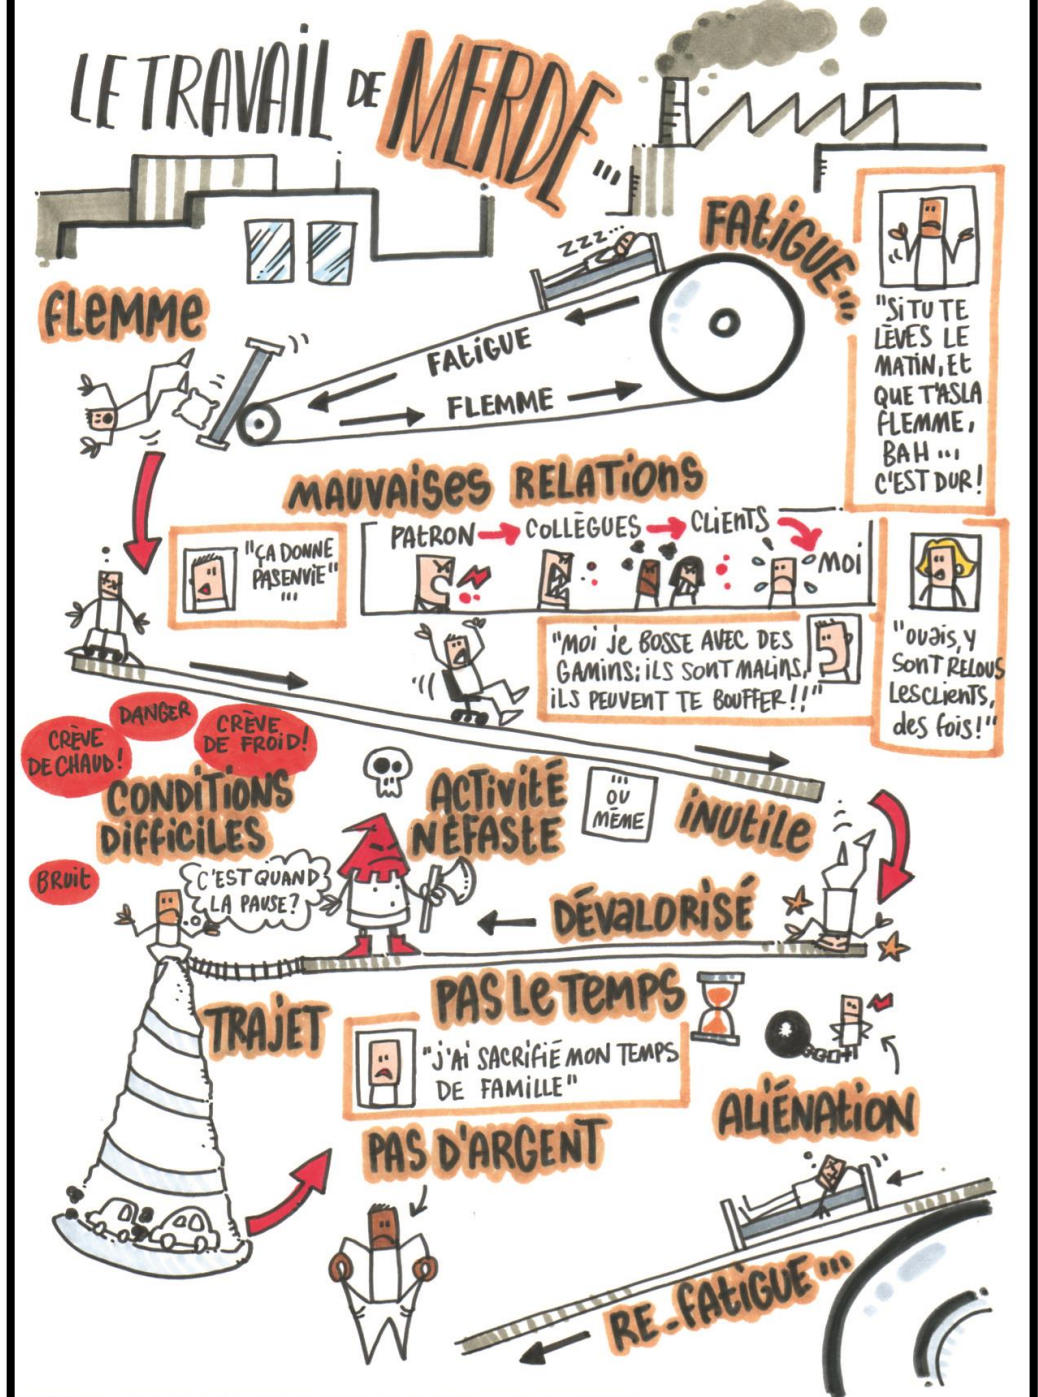 LE TRAVAIL DE MERDE...
FATIGUE...
ZZZ...
FLEMME
FATIGUE
FLEMME
"SI TU TE
LÈVES LE
MATIN, ET
QUE T'AS LA
FLEMME,
BAH...
C'EST DUR!
MAUVAISES RELATIONS
"ÇA DONNE
PAS ENVIE"
...
PATRON
COLLÈGUES
CLIENTS
MOI
"MOI JE BOSSE AVEC DES
GAMINS; ILS SONT MALINS,
ILS PEUVENT TE BOUFFER!!"
"ouais, y
SONT RELOUS
Les CLIENTS,
des fois!"
DANGER
CRÈVE
DE CHAUD!
CRÈVE
DE FROID!
CONDITIONS
DIFFICILES
BRUIT
ACTIVITÉ
NÉFASTE
...
OU
MÊME
INUTILE
C'EST QUAND
LA PAUSE?
DÉVALORISÉ
TRAJET
PAS LE TEMPS
"J'AI SACRIFIÉ MON TEMPS
DE FAMILLE"
ALIÉNATION
PAS D'ARGENT
RE-FATIGUE...